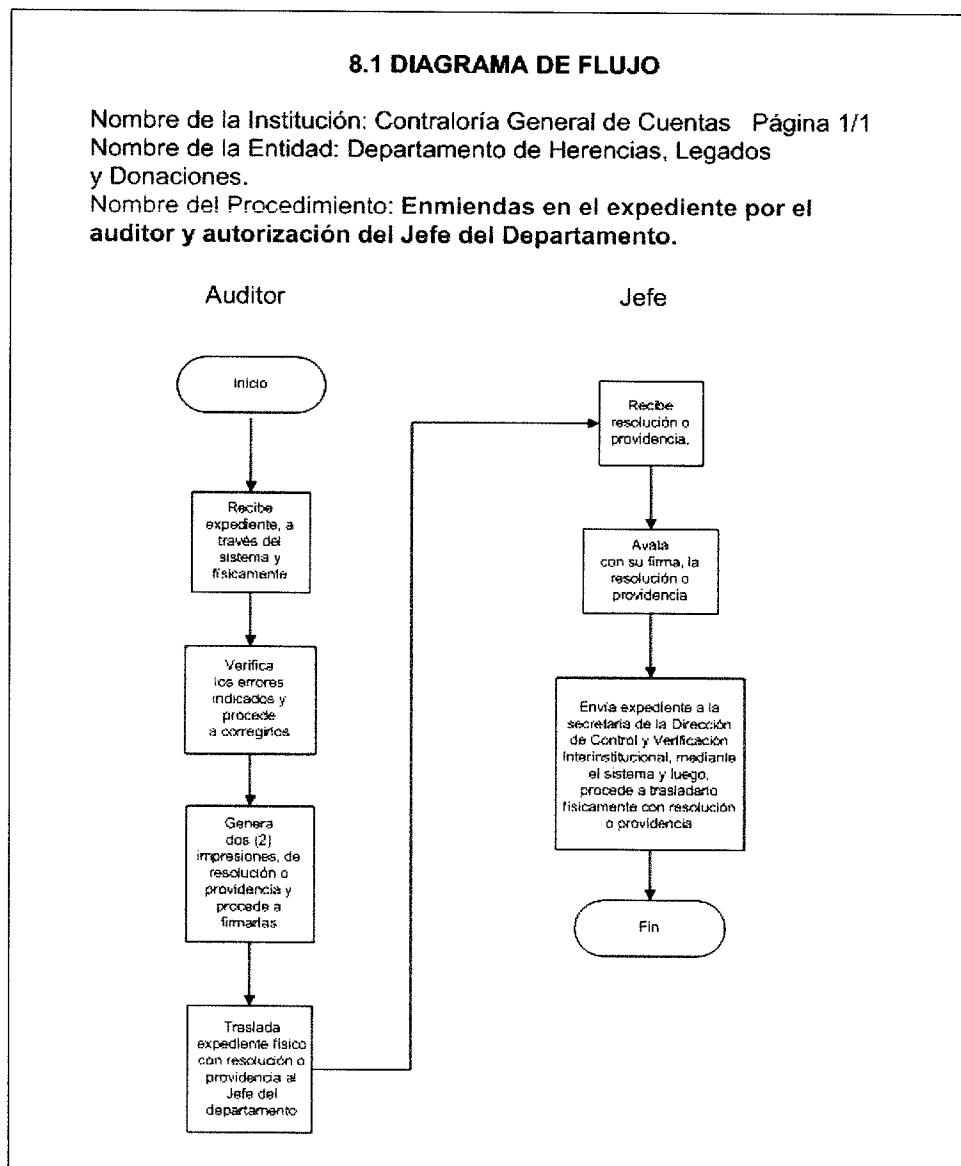 8.1 DIAGRAMA DE FLUJO
Nombre de la Institución: Contraloría General de Cuentas Página 1/1
Nombre de la Entidad: Departamento de Herencias, Legados
y Donaciones.
Nombre del Procedimiento: Enmiendas en el expediente por el
auditor y autorización del Jefe del Departamento.
Auditor
Inicio
Recibe
expediente, a
través del
sistema y
físicamente
Verifica
los errores
indicados y
procede
a corregirlos
Genera
dos (2)
impresiones, de
resolución o
providencia y
procede a
firmarlas
Traslada
expediente físico
con resolución o
providencia al
Jefe del
departamento
Jefe
Recibe
resolución o
providencia.
Avala
con su firma, la
resolución o
providencia
Envía expediente a la
secretaria de la Dirección
de Control y Verificación
Interinstitucional, mediante
el sistema y luego,
procede a trasladarlo
físicamente con resolución
o providencia
Fin